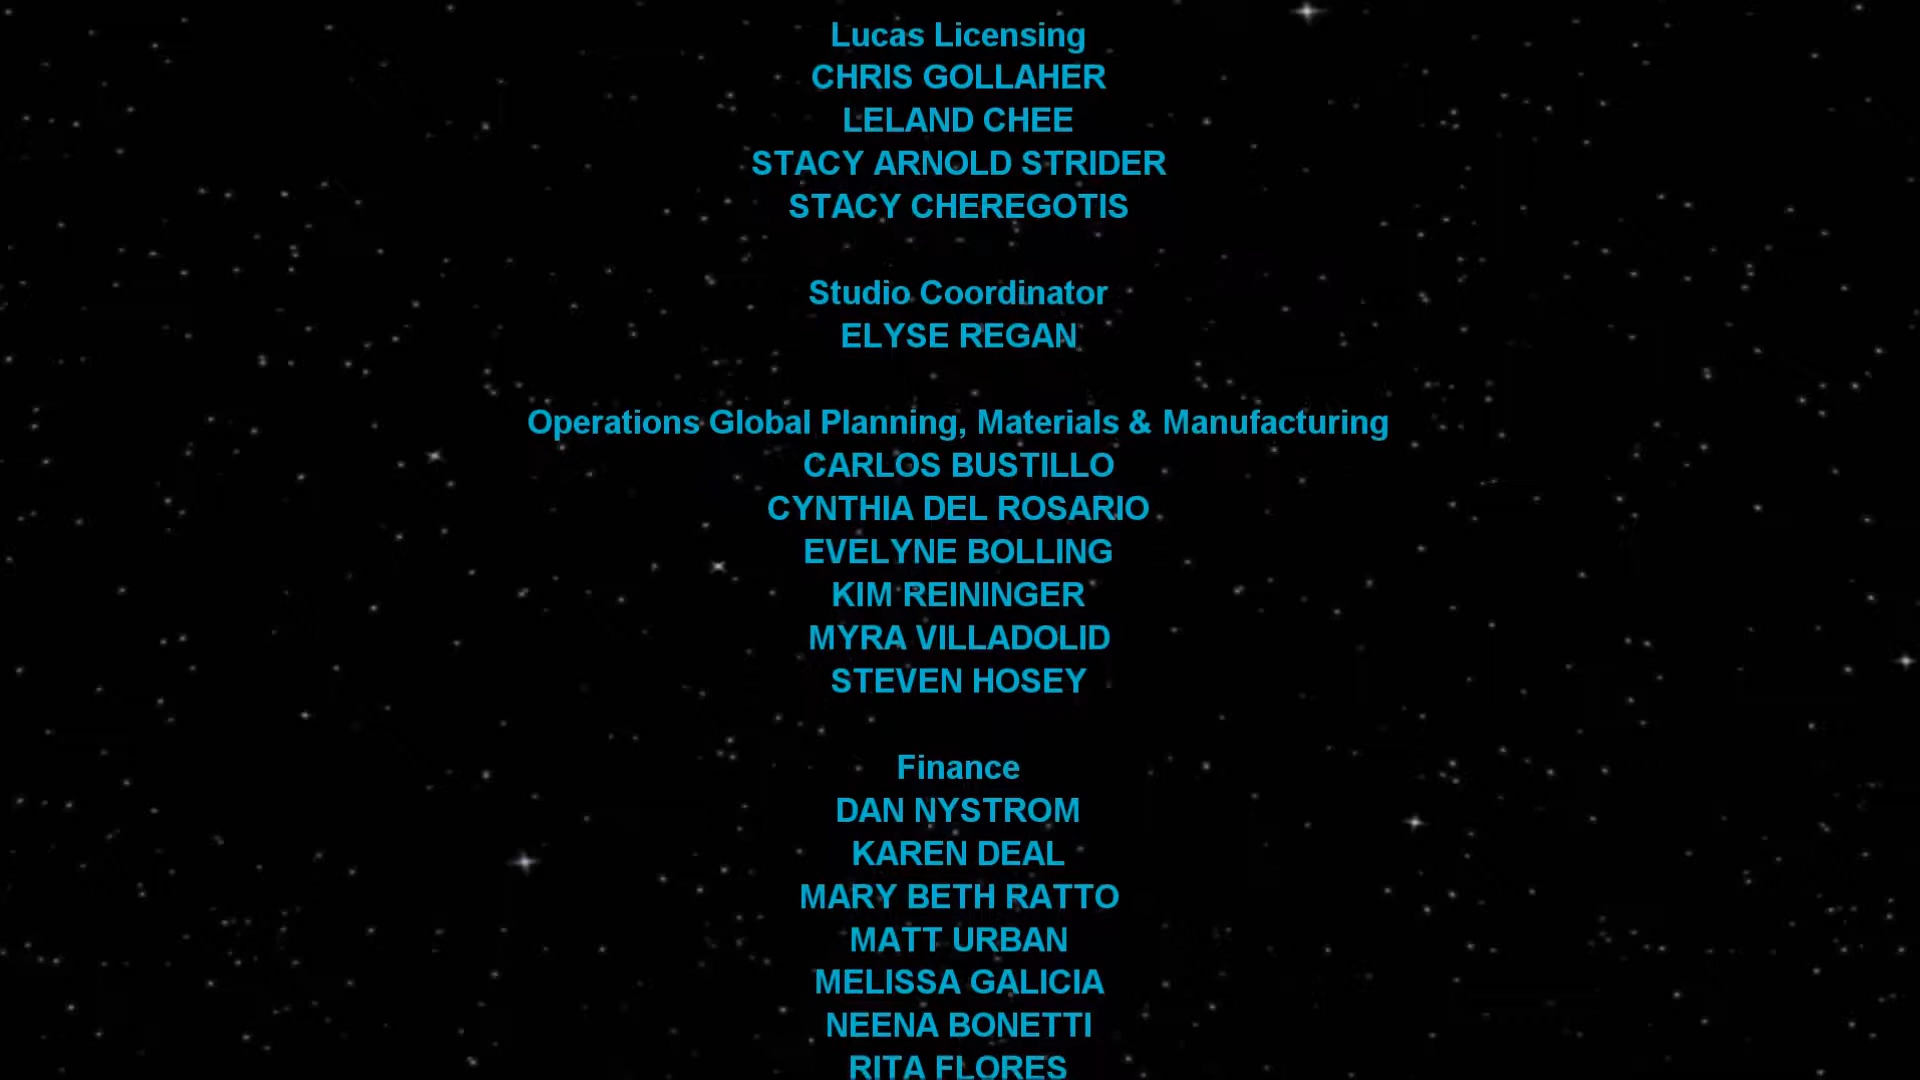 Lucas Licensing
CHRIS GOLLAHER
LELAND CHEE
STACY ARNOLD STRIDER
STACY CHEREGOTIS
Studio Coordinator
ELYSE REGAN
Operations Global Planning, Materials & Manufacturing
CARLOS BUSTILLO
CYNTHIA DEL ROSARIO
EVELYNE BOLLING
KIM REININGER
MYRA VILLADOLID
STEVEN HOSEY
Finance
DAN NYSTROM
KAREN DEAL
MARY BETH RATTO
MATT URBAN
MELISSA GALICIA
NEENA BONETTI
RITA FLORES